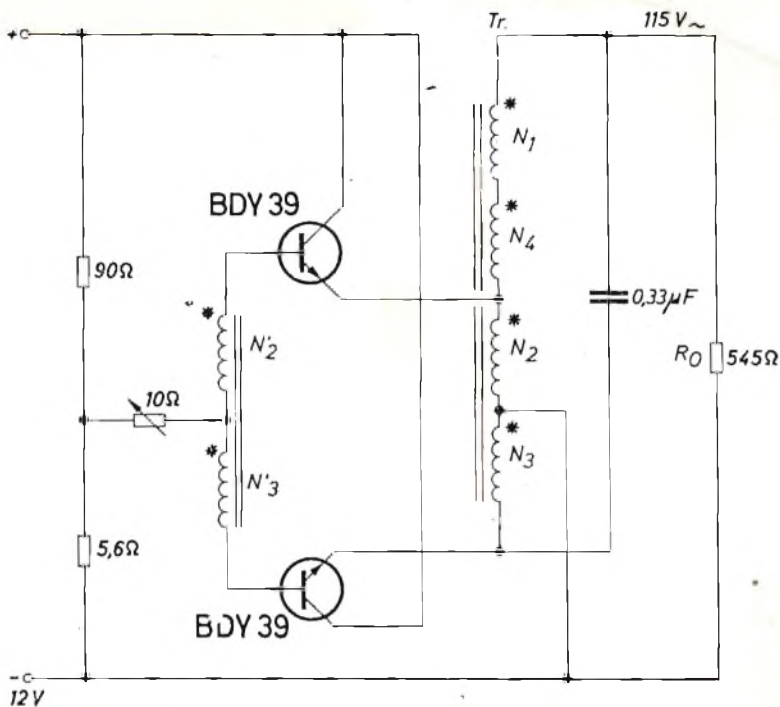 Tr.
115 V~
+
*
N1
BDY 39
*
N4
90Ω
*
N'2
*
N2
0,33µF
RO 545Ω
10Ω
*
N'3
*
N3
5,6Ω
BDY 39
-
12 V